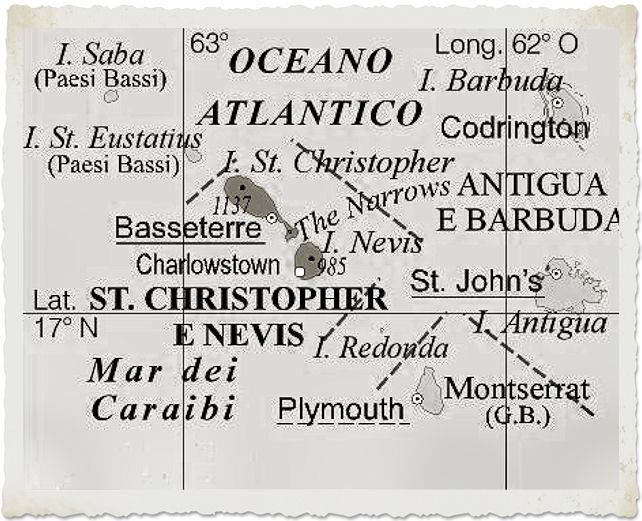 I. Saba
(Paesi Bassi)
63°
OCEANO
ATLANTICO
Long. 62° O
I. Barbuda
Codrington
I. St. Eustatius
(Paesi Bassi)
I. St. Christopher
1137
The Narrows
ANTIGUA
E BARBUDA
Basseterre
I. Nevis
Charlowstown
985
St. John's
Lat.
17° N
ST. CHRISTOPHER
E NEVIS
I. Antigua
I. Redonda
Mar dei
Caraibi
Plymouth
Montserrat
(G.B.)